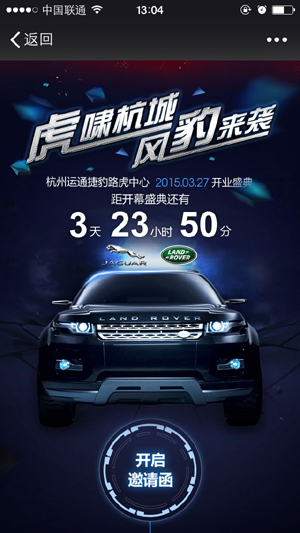 中国联通 13:04
返回
虎啸杭城
风豹来袭
杭州运通捷豹路虎中心 2015.03.27 开业盛典
距开幕盛典还有
3天 23小时 50分
JAGUAR LAND ROVER
LAND ROVER
开启
邀请函